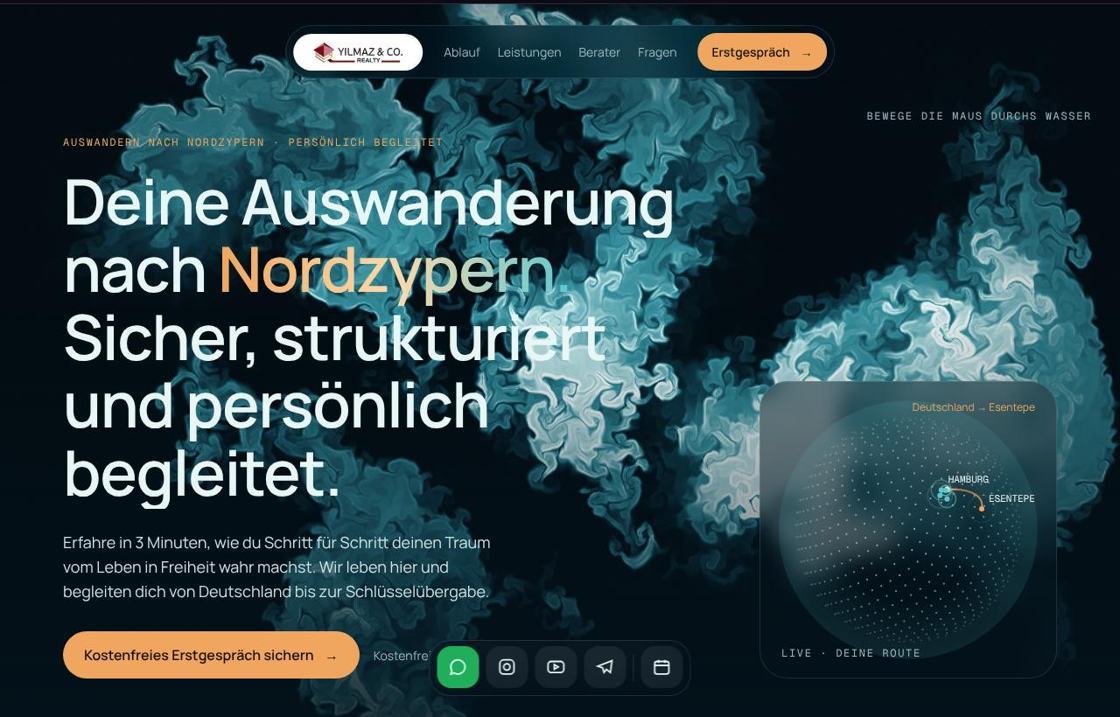 YILMAZ & CO.
REALTY
Ablauf Leistungen Berater Fragen Erstgespräch →
BEWEGE DIE MAUS DURCHS WASSER
AUSWANDERN NACH NORDZYPERN · PERSÖNLICH BEGLEITET
Deine Auswanderung
nach Nordzypern.
Sicher, strukturiert
und persönlich
begleitet.
Erfahre in 3 Minuten, wie du Schritt für Schritt deinen Traum
vom Leben in Freiheit wahr machst. Wir leben hier und
begleiten dich von Deutschland bis zur Schlüsselübergabe.
Kostenfreies Erstgespräch sichern →
Deutschland → Esentepe
HAMBURG
ESENTEPE
LIVE · DEINE ROUTE